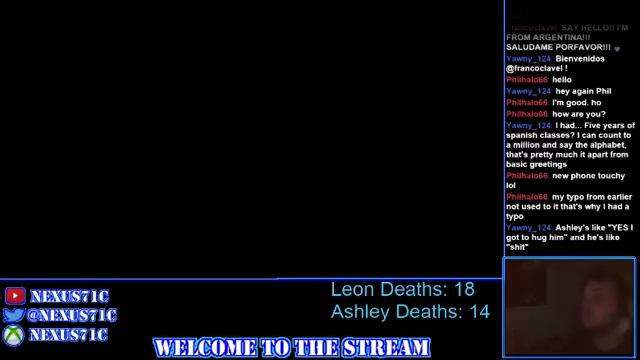 francoclavel: SAY HELLO!! I'M
FROM ARGENTINA!!!
SALUDAME PORFAVOR!!!
Yawny_124: Bienvenidos
@francoclavel !
Philhalo66: hello
Yawny_124: hey again Phil
Philhalo66: I'm good. ho
Philhalo66: how are you?
Yawny_124: I had... Five years of
spanish classes? I can count to
a million and say the alphabet,
that's pretty much it apart from
basic greetings
Philhalo66: new phone touchy
lol
Philhalo66: my typo from earlier
not used to it that's why I had a
typo
Yawny_124: Ashley's like "YES I
got to hug him" and he's like
"shit"
Leon Deaths: 18
Ashley Deaths: 14
NEXUS71C
@NEXUS71C
NEXUS71C
WELCOME TO THE STREAM